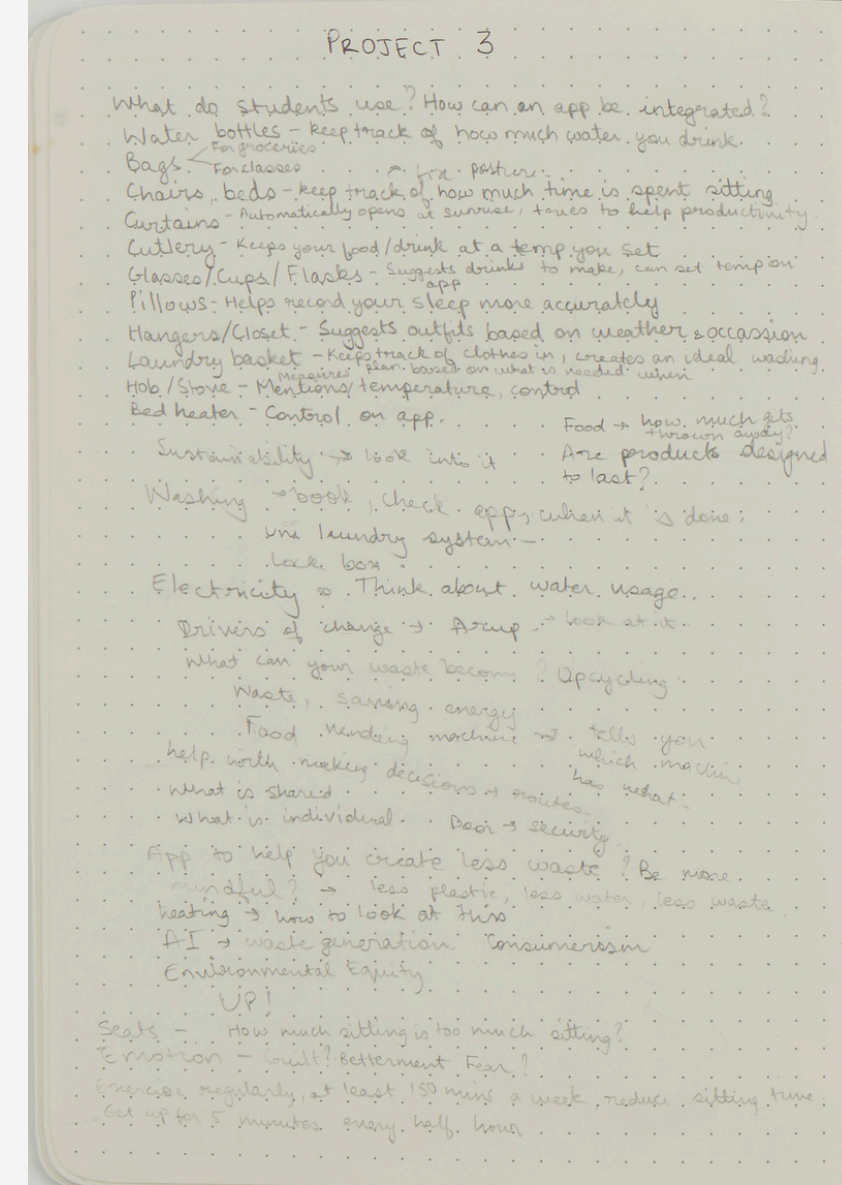 PROJECT 3
What do students use? How can an app be integrated?
Water bottles - keep track of how much water you drink.
Bags < For groceries
For classes
↗ fix posture
Chairs, beds - keep track of how much time is spent sitting
Curtains - Automatically opens at sunrise, tries to help productivity
Cutlery - Keeps your food/drink at a temp you set
Glasses/Cups/Flasks - Suggests drinks to make, can set temp on
app
Pillows - Helps record your sleep more accurately
Hangers/Closet - Suggests outfits based on weather & occassion
Laundry basket - Keeps track of clothes in, creates an ideal washing
plan based on what is needed when
Measures
Hob/Stove - Mentions temperature, control
Bed heater - Control on app.
Food → how much gets
thrown away?
Are products designed
to last?
Sustainability → look into it
Washing → book, check app, when it is done:
Uni laundry system -
Lock box
Electricity Think about water usage..
Drivers of change → Arup - look at it
What can your waste become? Upcycling
Waste, saving energy
Food vending machine → tells you
which machine
has what -
help with making decisions → routes
What is shared
What is individual. Door → security
App to help you create less waste? Be more
mindful? → less plastic, less water, less waste
heating → how to look at this
AI → waste generation. Consumerism
Environmental Equity
UP!
Seats - How much sitting is too much sitting?
Emotion - Guilt? Betterment Fear?
Exercise regularly, at least 150 mins a week, reduce sitting time.
Get up for 5 minutes every half hour